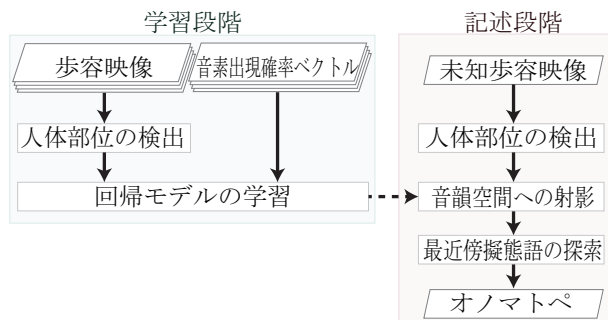 学習段階
歩容映像
音素出現確率ベクトル
人体部位の検出
回帰モデルの学習
記述段階
未知歩容映像
人体部位の検出
音韻空間への射影
最近傍擬態語の探索
オノマトペ